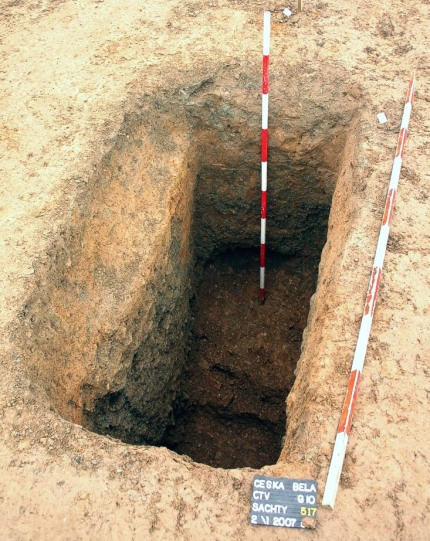 CESKA BELA
CTV G10
SACHTY 517
2 VI 2007